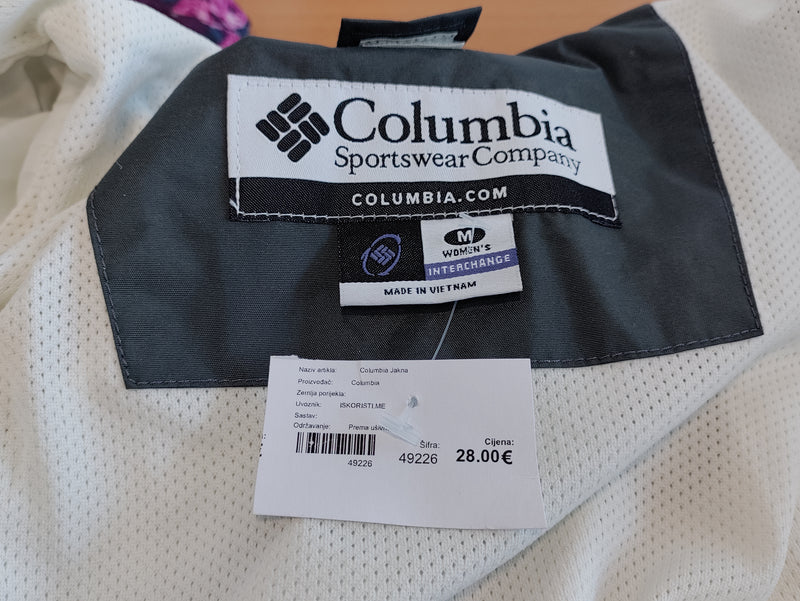 Columbia
Sportswear Company
COLUMBIA.COM
M
WOMEN'S
INTERCHANGE
MADE IN VIETNAM
Naziv artikla: Columbia Jakna
Proizvođač: Columbia
Zemlja porijekla:
Uvoznik: ISKORISTI.ME
Sastav:
Održavanje: Prema
Šifra: Cijena:
49226 49226 28.00€